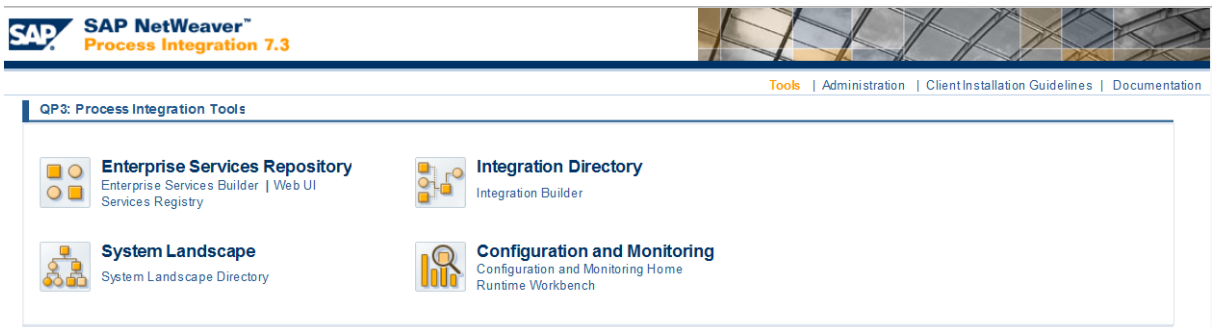 SAP
SAP NetWeaver™
Process Integration 7.3
Tools | Administration | Client Installation Guidelines | Documentation
QP3: Process Integration Tools
Enterprise Services Repository
Enterprise Services Builder | Web UI
Services Registry
Integration Directory
Integration Builder
System Landscape
System Landscape Directory
Configuration and Monitoring
Configuration and Monitoring Home
Runtime Workbench